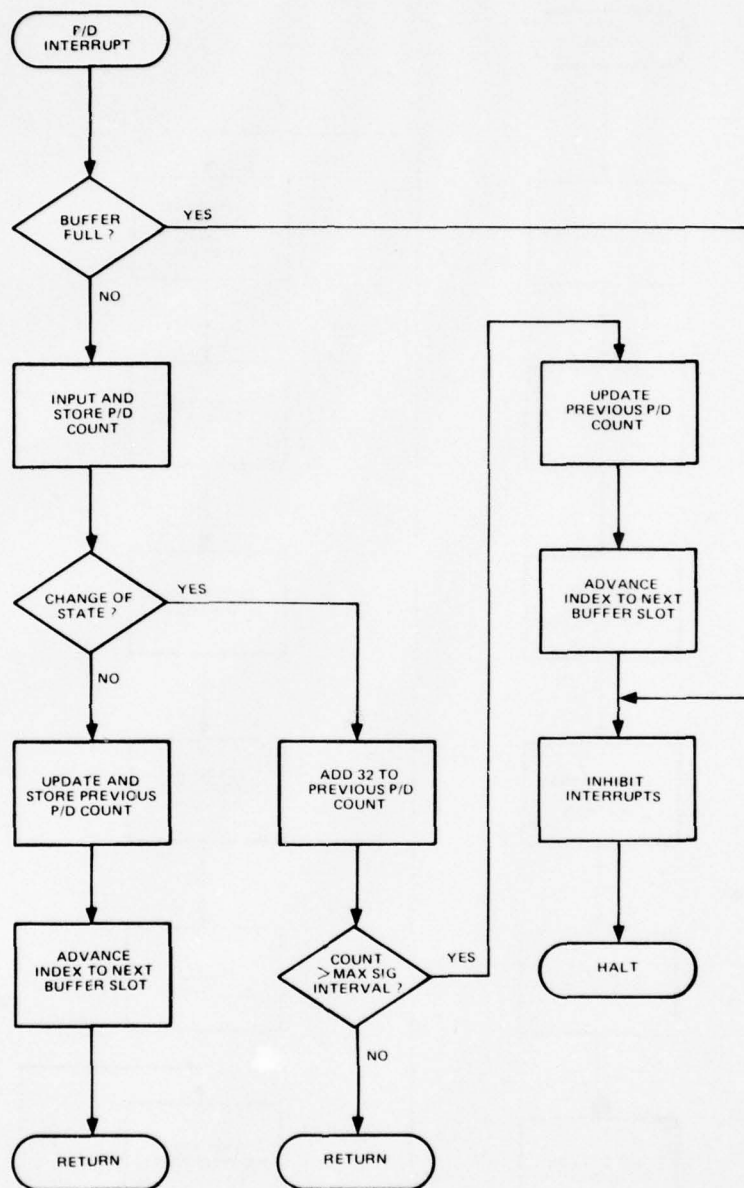 P/D
INTERRUPT
BUFFER
FULL ?
YES
NO
INPUT AND
STORE P/D
COUNT
CHANGE OF
STATE ?
YES
NO
UPDATE AND
STORE PREVIOUS
P/D COUNT
ADVANCE
INDEX TO NEXT
BUFFER SLOT
RETURN
ADD 32 TO
PREVIOUS P/D
COUNT
COUNT
>MAX SIG
INTERVAL ?
YES
NO
RETURN
UPDATE
PREVIOUS P/D
COUNT
ADVANCE
INDEX TO NEXT
BUFFER SLOT
INHIBIT
INTERRUPTS
HALT